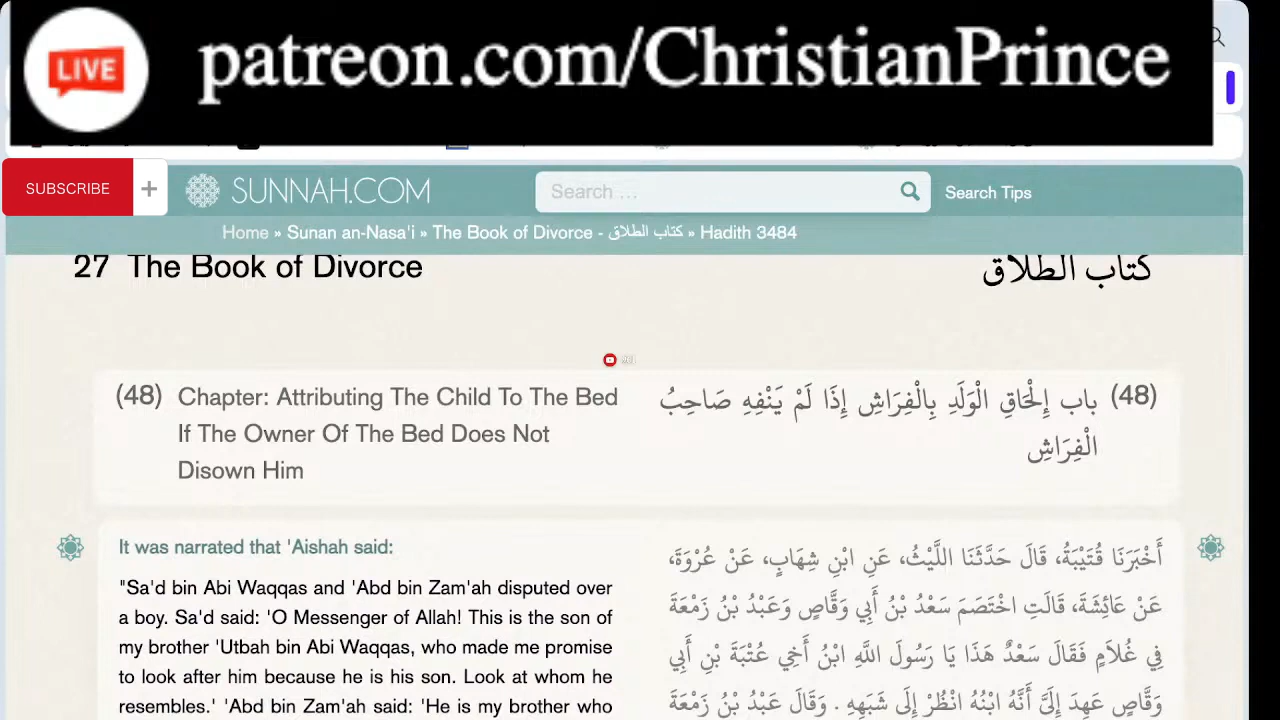 LIVE
patreon.com/ChristianPrince
SUBSCRIBE +
SUNNAH.COM
Search ...
Search Tips
Home » Sunan an-Nasa'i » The Book of Divorce - كتاب الطلاق » Hadith 3484
27 The Book of Divorce
كتاب الطلاق
(48) Chapter: Attributing The Child To The Bed
If The Owner Of The Bed Does Not
Disown Him
(48) باب إِلْحَاقِ الْوَلَدِ بِالْفِرَاشِ إِذَا لَمْ يَنْفِهِ صَاحِبُ
الْفِرَاشِ
It was narrated that 'Aishah said:
"Sa'd bin Abi Waqqas and 'Abd bin Zam'ah disputed over
a boy. Sa'd said: 'O Messenger of Allah! This is the son of
my brother 'Utbah bin Abi Waqqas, who made me promise
to look after him because he is his son. Look at whom he
resembles.' 'Abd bin Zam'ah said: 'He is my brother who
أَخْبَرَنَا قُتَيْبَةُ، قَالَ حَدَّثَنَا اللَّيْثُ، عَنِ ابْنِ شِهَابٍ، عَنْ عُرْوَةَ،
عَنْ عَائِشَةَ، قَالَتِ اخْتَصَمَ سَعْدُ بْنُ أَبِي وَقَّاصٍ وَعَبْدُ بْنُ زَمْعَةَ
فِي غُلاَمٍ فَقَالَ سَعْدٌ هَذَا يَا رَسُولَ اللَّهِ ابْنُ أَخِي عُتْبَةَ بْنِ أَبِي
وَقَّاصٍ عَهِدَ إِلَىَّ أَنَّهُ ابْنُهُ انْظُرْ إِلَى شَبَهِهِ . وَقَالَ عَبْدُ بْنُ زَمْعَةَ